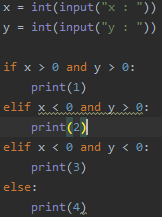 x = int(input("x : "))
y = int(input("y : "))
if x > 0 and y > 0:
    print(1)
elif x < 0 and y > 0:
    print(2)
elif x < 0 and y < 0:
    print(3)
else:
    print(4)